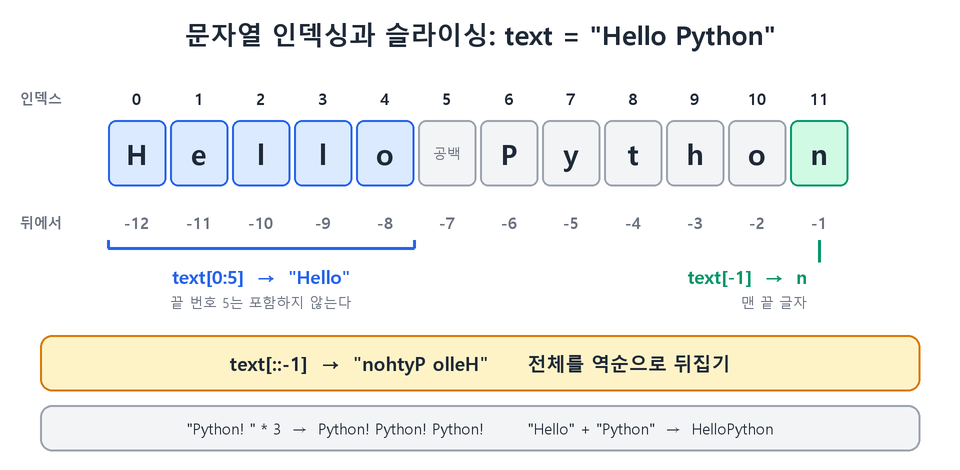 문자열 인덱싱과 슬라이싱: text = "Hello Python"
인덱스 0 1 2 3 4 5 6 7 8 9 10 11
H e l l o 공백 P y t h o n
뒤에서 -12 -11 -10 -9 -8 -7 -6 -5 -4 -3 -2 -1
text[0:5] → "Hello" text[-1] → n
끝 번호 5는 포함하지 않는다 맨 끝 글자
text[::-1] → "nohtyP olleH" 전체를 역순으로 뒤집기
"Python! " * 3 → Python! Python! Python! "Hello" + "Python" → HelloPython